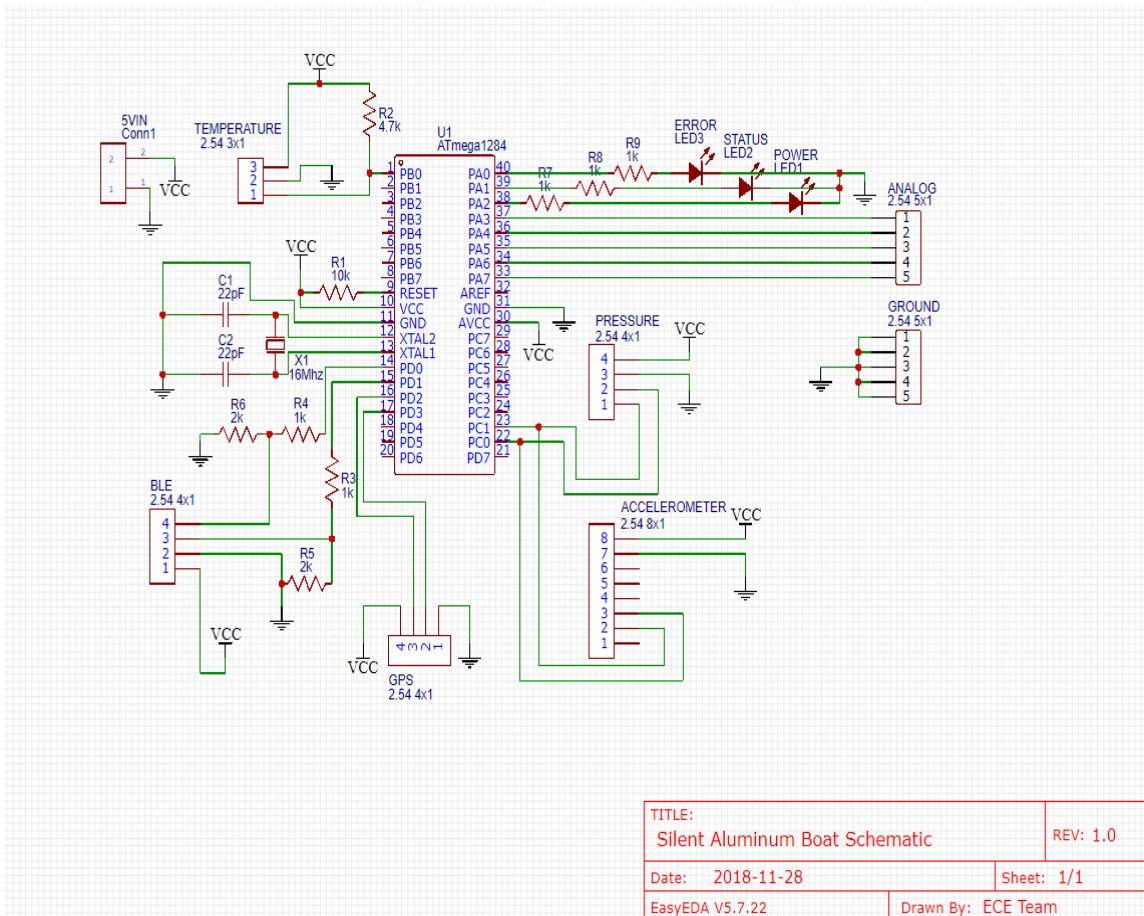 VCC
R2
4.7k
5VIN
Conn1
2
1
VCC
TEMPERATURE
2.54 3x1
3
2
1
U1
ATmega1284
1 PB0 PA0 40
2 PB1 PA1 39
3 PB2 PA2 38
4 PB3 PA3 37
5 PB4 PA4 36
6 PB5 PA5 35
7 PB6 PA6 34
8 PB7 PA7 33
9 RESET AREF 32
10 VCC GND 31
11 GND AVCC 30
12 XTAL2 PC7 29
13 XTAL1 PC6 28
14 PD0 PC5 27
15 PD1 PC4 26
16 PD2 PC3 25
17 PD3 PC2 24
18 PD4 PC1 23
19 PD5 PC0 22
20 PD6 PD7 21
ERROR
LED3
STATUS
LED2
POWER
LED1
R9
1k
R8
1k
R7
1k
ANALOG
2.54 5x1
1
2
3
4
5
VCC
R1
10k
C1
22pF
C2
22pF
X1
16Mhz
VCC
PRESSURE
2.54 4x1
4
3
2
1
VCC
GROUND
2.54 5x1
1
2
3
4
5
R6
2k
R4
1k
R3
1k
BLE
2.54 4x1
4
3
2
1
R5
2k
VCC
VCC
4 3 2 1
GPS
2.54 4x1
ACCELEROMETER
2.54 8x1
VCC
8
7
6
5
4
3
2
1
TITLE:
Silent Aluminum Boat Schematic
REV: 1.0
Date: 2018-11-28
Sheet: 1/1
EasyEDA V5.7.22
Drawn By: ECE Team